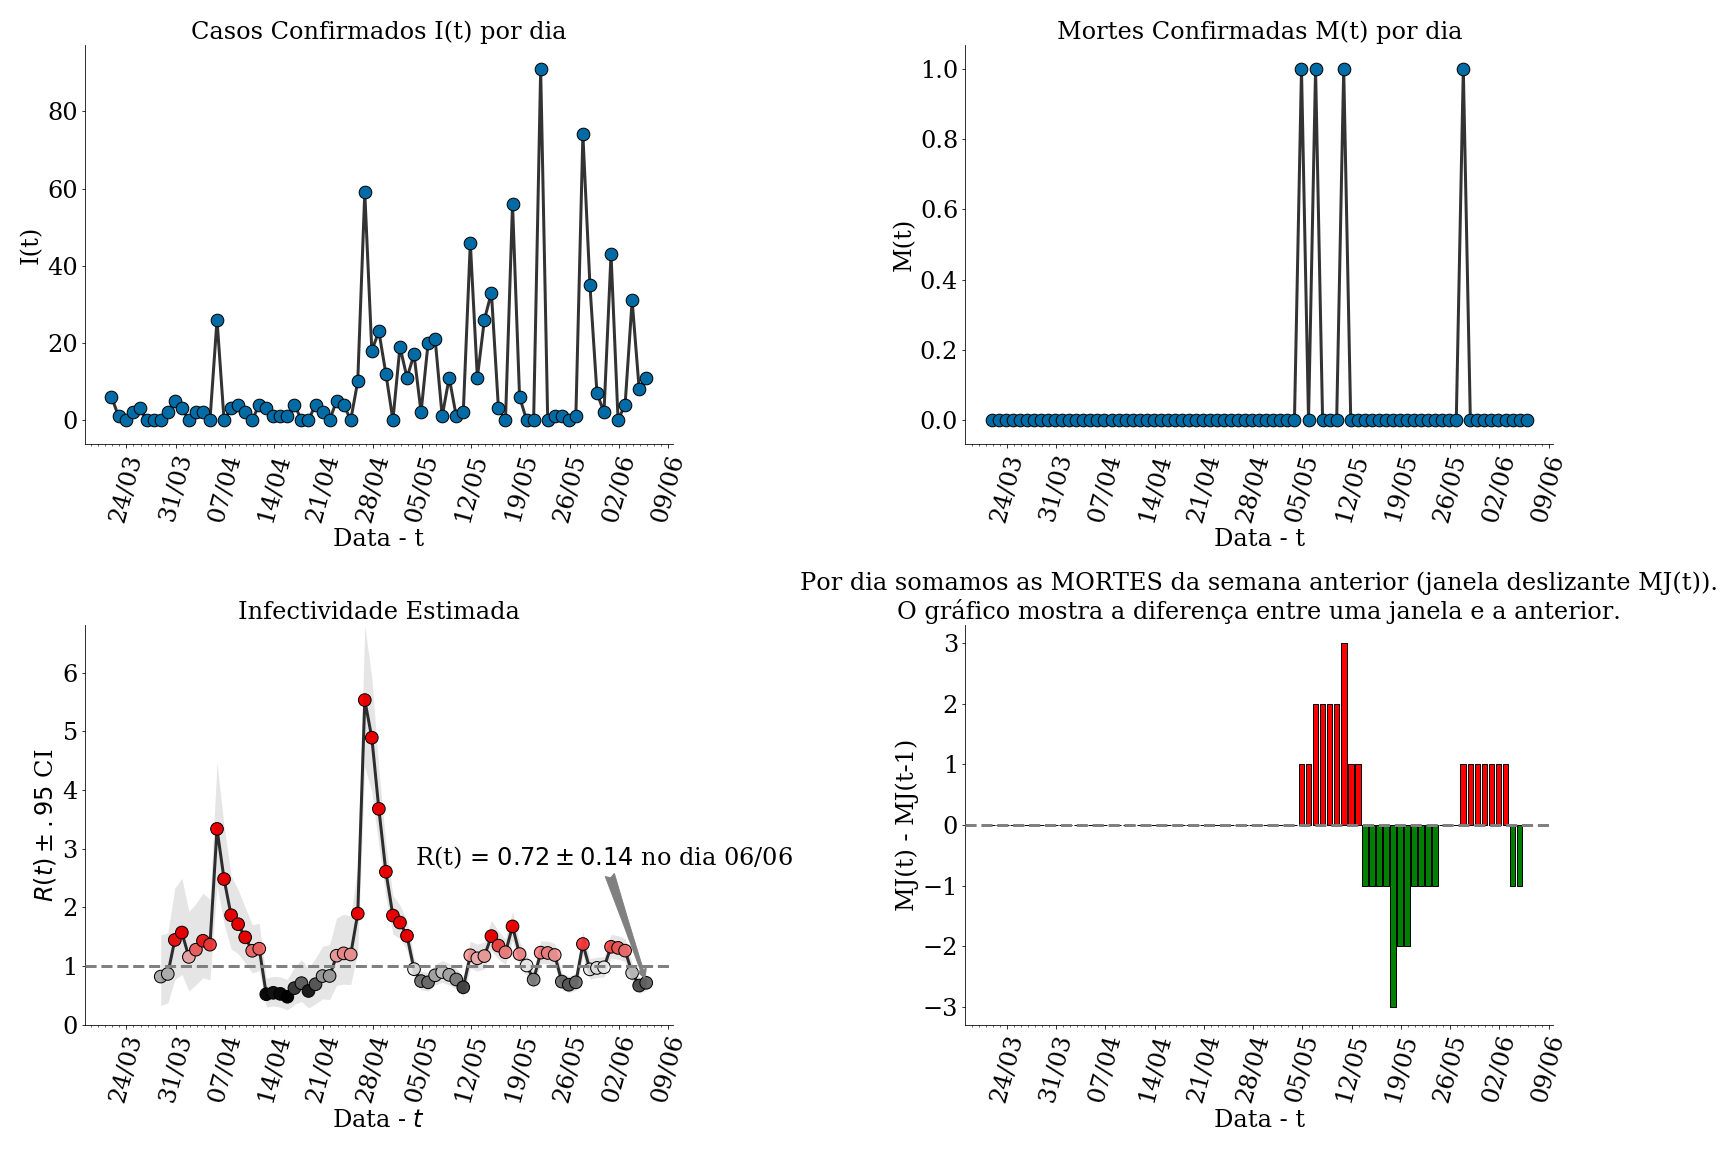 Casos Confirmados I(t) por dia
I(t)
80
60
40
20
0
24/03 31/03 07/04 14/04 21/04 28/04 05/05 12/05 19/05 26/05 02/06 09/06
Data - t
Mortes Confirmadas M(t) por dia
M(t)
1.0
0.8
0.6
0.4
0.2
0.0
24/03 31/03 07/04 14/04 21/04 28/04 05/05 12/05 19/05 26/05 02/06 09/06
Data - t
Infectividade Estimada
R(t) ± .95 CI
6
5
4
3
2
1
0
R(t) = 0.72 ± 0.14 no dia 06/06
24/03 31/03 07/04 14/04 21/04 28/04 05/05 12/05 19/05 26/05 02/06 09/06
Data - t
Por dia somamos as MORTES da semana anterior (janela deslizante MJ(t)).
O gráfico mostra a diferença entre uma janela e a anterior.
MJ(t) - MJ(t-1)
3
2
1
0
−1
−2
−3
24/03 31/03 07/04 14/04 21/04 28/04 05/05 12/05 19/05 26/05 02/06 09/06
Data - t